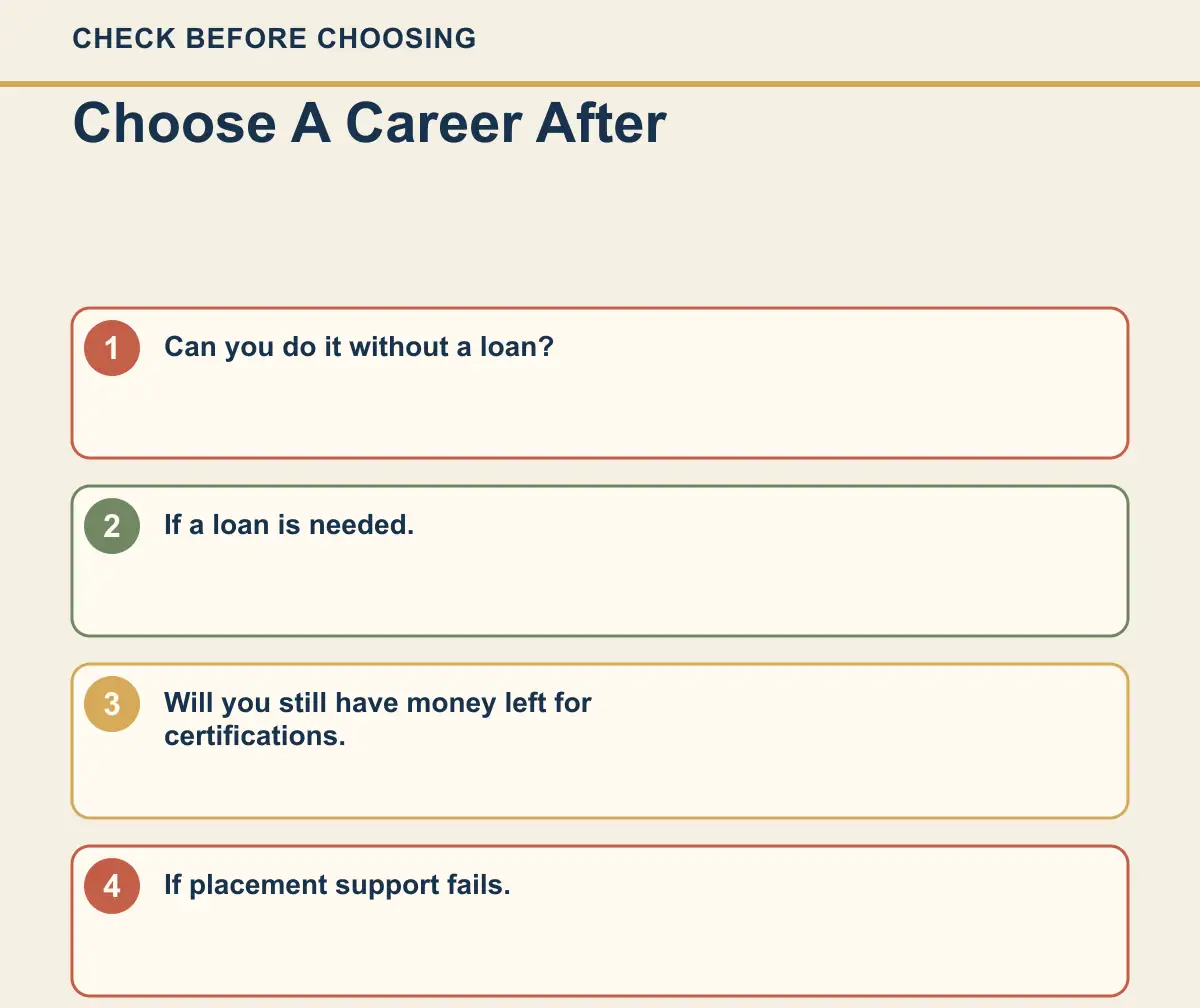 CHECK BEFORE CHOOSING
Choose A Career After
1
Can you do it without a loan?
2
If a loan is needed.
3
Will you still have money left for
certifications.
4
If placement support fails.